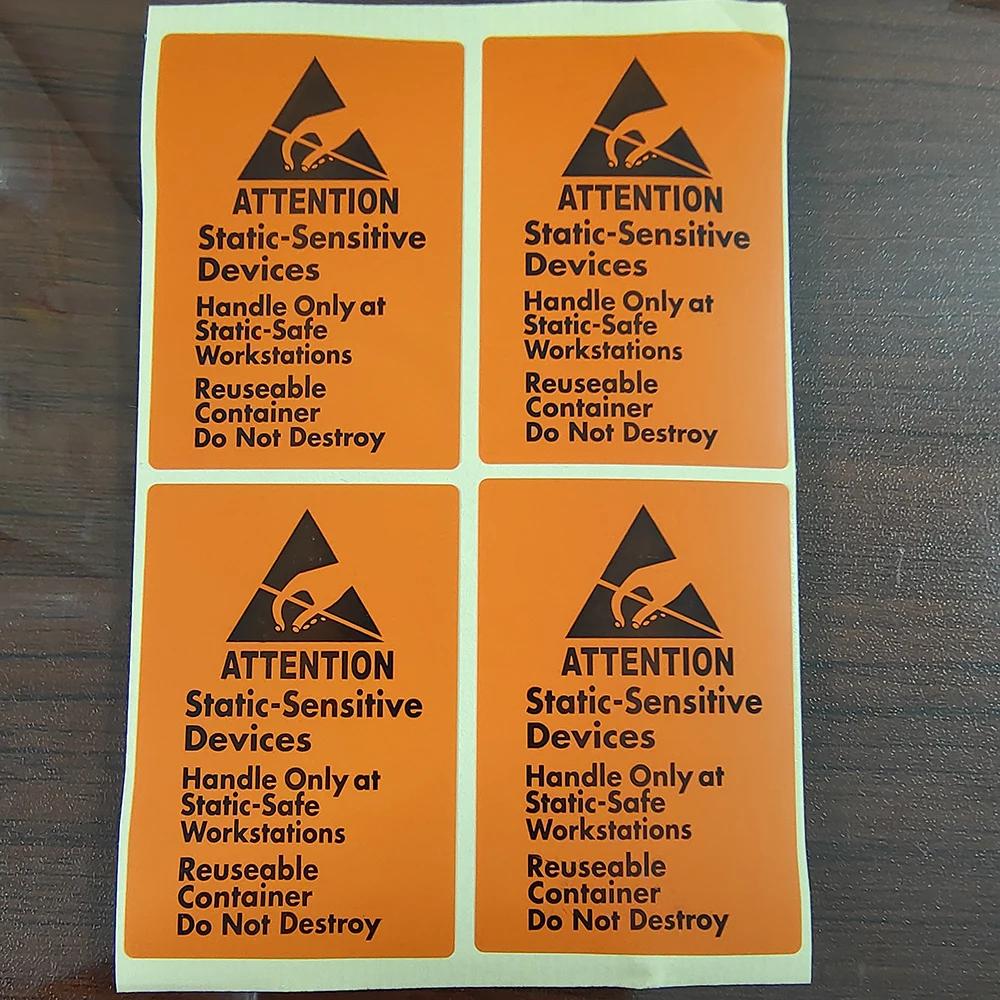 ATTENTION
Static-Sensitive
Devices
Handle Only at
Static-Safe
Workstations
Reuseable
Container
Do Not Destroy
ATTENTION
Static-Sensitive
Devices
Handle Only at
Static-Safe
Workstations
Reuseable
Container
Do Not Destroy
ATTENTION
Static-Sensitive
Devices
Handle Only at
Static-Safe
Workstations
Reuseable
Container
Do Not Destroy
ATTENTION
Static-Sensitive
Devices
Handle Only at
Static-Safe
Workstations
Reuseable
Container
Do Not Destroy